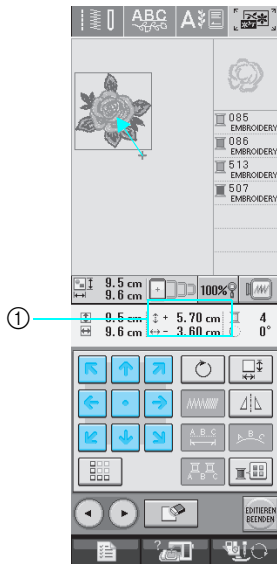 ABC
A
085
EMBROIDERY
086
EMBROIDERY
513
EMBROIDERY
507
EMBROIDERY
9.5 cm
9.6 cm
100%
1
9.5 cm + 5.70 cm 4
9.6 cm - 3.60 cm 0°
A B C
A B C
A B C
EDITIEREN
BEENDEN
?